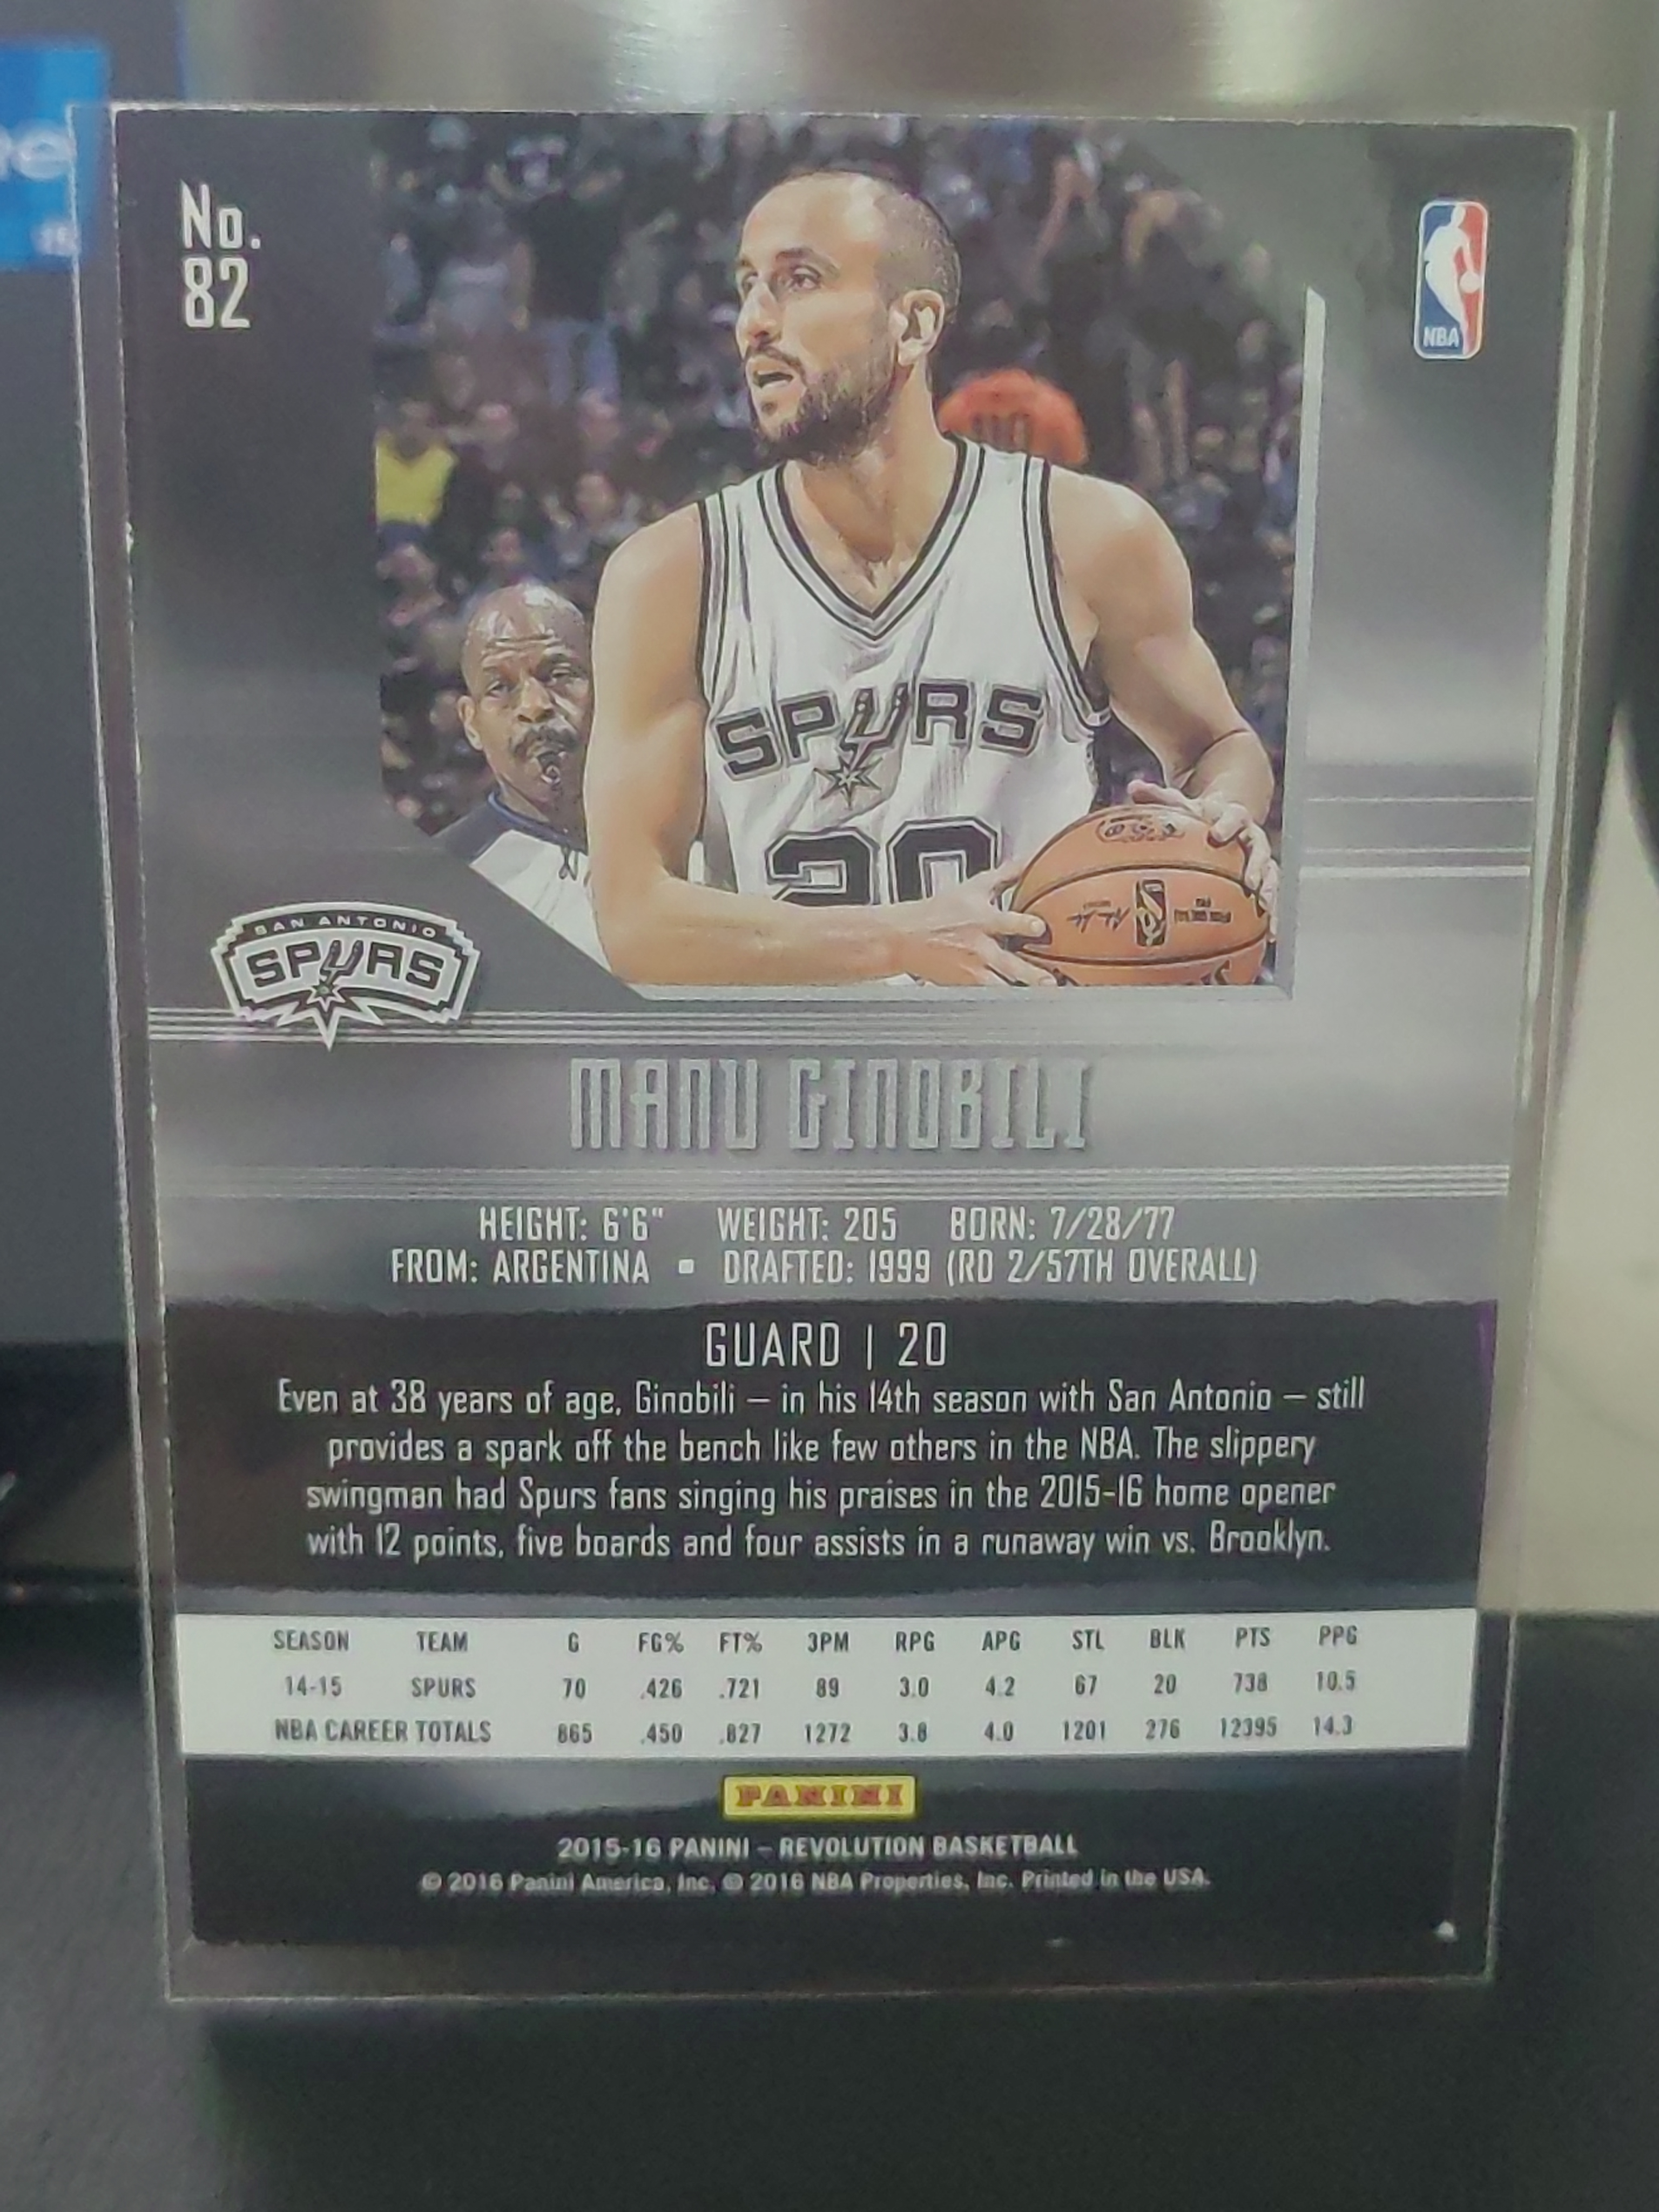 No.
82
NBA
SPURS
20
SAN ANTONIO
SPURS
MANU GINOBILI
HEIGHT: 6'6" WEIGHT: 205 BORN: 7/28/77
FROM: ARGENTINA ▪ DRAFTED: 1999 (RD 2/57TH OVERALL)
GUARD | 20
Even at 38 years of age, Ginobili – in his 14th season with San Antonio – still
provides a spark off the bench like few others in the NBA. The slippery
swingman had Spurs fans singing his praises in the 2015-16 home opener
with 12 points, five boards and four assists in a runaway win vs. Brooklyn.
SEASON TEAM G FG% FT% 3PM RPG APG STL BLK PTS PPG
14-15 SPURS 70 .426 .721 89 3.0 4.2 67 20 738 10.5
NBA CAREER TOTALS 865 .450 .827 1272 3.8 4.0 1201 276 12395 14.3
PANINI
2015-16 PANINI – REVOLUTION BASKETBALL
© 2016 Panini America, Inc. © 2016 NBA Properties, Inc. Printed in the USA.